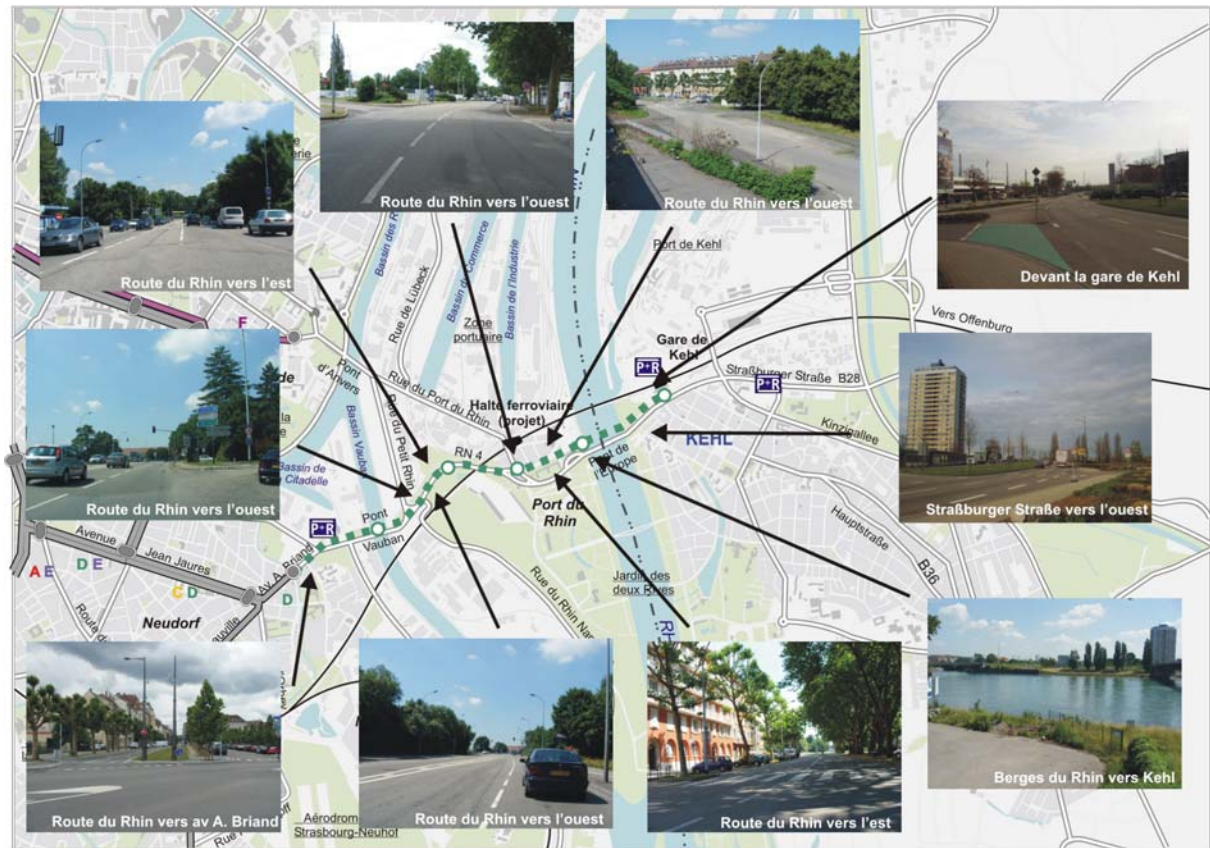 Route du Rhin vers l'ouest
Route du Rhin vers l'ouest
Route du Rhin vers l'est
Devant la gare de Kehl
Bassin des
Rue de Lübeck
Bassin du Commerce
Bassin de l'Industrie
Port de Kehl
Vers Offenburg
F
Zone
portuaire
Gare de
Kehl
P+R
Straßburger Straße B28
P+R
Pont
d'Anvers
Rue du Port du Rhin
Halte ferroviaire
(projet)
Kinzigallee
KEHL
Route du Rhin vers l'ouest
Bassin Vauban
Rue du Petit Rhin
RN 4
Pont de
l'Europe
Straßburger Straße vers l'ouest
Bassin de
Citadelle
Port du
Rhin
Hauptstraße
P+R
Pont
Vauban
Avenue
Jean Jaures
Av. A. Briand
A E
D E
C D
D
B36
Jardin des
deux Rives
Neudorf
Route de
Rue du Rhin
Route du Rhin vers av A. Briand
Aérodrom
Strasbourg-Neuhof
Route du Rhin vers l'ouest
Route du Rhin vers l'est
Berges du Rhin vers Kehl